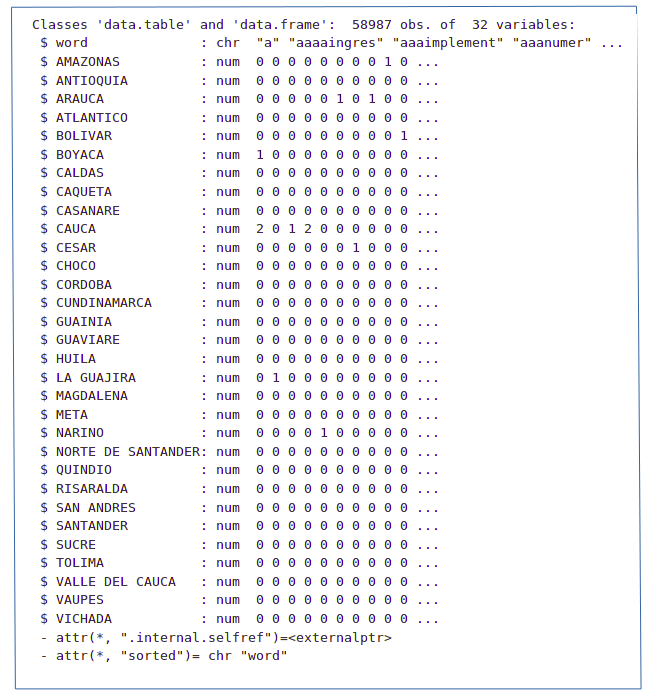 Classes 'data.table' and 'data.frame':  58987 obs. of  32 variables:
 $ word              : chr  "a" "aaaaingres" "aaaimplement" "aaanumer" ...
 $ AMAZONAS          : num  0 0 0 0 0 0 0 0 1 0 ...
 $ ANTIOQUIA         : num  0 0 0 0 0 0 0 0 0 0 ...
 $ ARAUCA            : num  0 0 0 0 0 1 0 1 0 0 ...
 $ ATLANTICO         : num  0 0 0 0 0 0 0 0 0 0 ...
 $ BOLIVAR           : num  0 0 0 0 0 0 0 0 0 1 ...
 $ BOYACA            : num  1 0 0 0 0 0 0 0 0 0 ...
 $ CALDAS            : num  0 0 0 0 0 0 0 0 0 0 ...
 $ CAQUETA           : num  0 0 0 0 0 0 0 0 0 0 ...
 $ CASANARE          : num  0 0 0 0 0 0 0 0 0 0 ...
 $ CAUCA             : num  2 0 1 2 0 0 0 0 0 0 ...
 $ CESAR             : num  0 0 0 0 0 0 1 0 0 0 ...
 $ CHOCO             : num  0 0 0 0 0 0 0 0 0 0 ...
 $ CORDOBA           : num  0 0 0 0 0 0 0 0 0 0 ...
 $ CUNDINAMARCA      : num  0 0 0 0 0 0 0 0 0 0 ...
 $ GUAINIA           : num  0 0 0 0 0 0 0 0 0 0 ...
 $ GUAVIARE          : num  0 0 0 0 0 0 0 0 0 0 ...
 $ HUILA             : num  0 0 0 0 0 0 0 0 0 0 ...
 $ LA GUAJIRA        : num  0 1 0 0 0 0 0 0 0 0 ...
 $ MAGDALENA         : num  0 0 0 0 0 0 0 0 0 0 ...
 $ META              : num  0 0 0 0 0 0 0 0 0 0 ...
 $ NARINO            : num  0 0 0 0 1 0 0 0 0 0 ...
 $ NORTE DE SANTANDER: num  0 0 0 0 0 0 0 0 0 0 ...
 $ QUINDIO           : num  0 0 0 0 0 0 0 0 0 0 ...
 $ RISARALDA         : num  0 0 0 0 0 0 0 0 0 0 ...
 $ SAN ANDRES        : num  0 0 0 0 0 0 0 0 0 0 ...
 $ SANTANDER         : num  0 0 0 0 0 0 0 0 0 0 ...
 $ SUCRE             : num  0 0 0 0 0 0 0 0 0 0 ...
 $ TOLIMA            : num  0 0 0 0 0 0 0 0 0 0 ...
 $ VALLE DEL CAUCA   : num  0 0 0 0 0 0 0 0 0 0 ...
 $ VAUPES            : num  0 0 0 0 0 0 0 0 0 0 ...
 $ VICHADA           : num  0 0 0 0 0 0 0 0 0 0 ...
 - attr(*, ".internal.selfref")=<externalptr>
 - attr(*, "sorted")= chr "word"